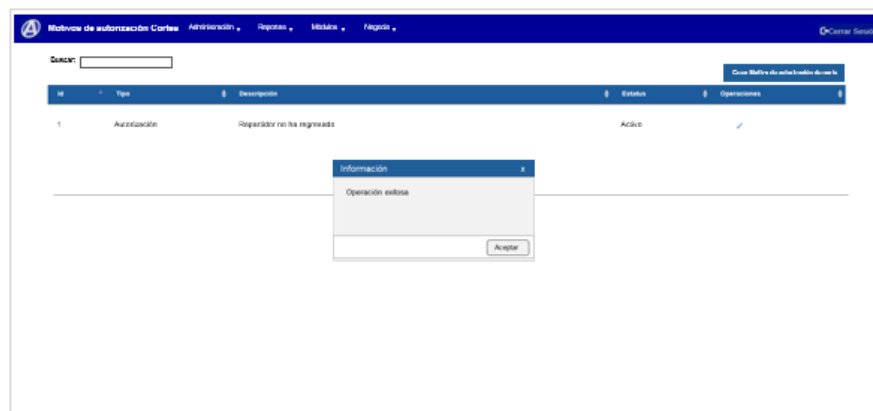 Motivos de autorización Cortes Administración Reportes Módulos Negocio Cerrar Sesió
Buscar:
Crear Motivo de autorización de corte
Id Tipo Descripción Estatus Operaciones
1 Autorización Repartidor no ha regresado Activo
Información x
Operación exitosa
Aceptar